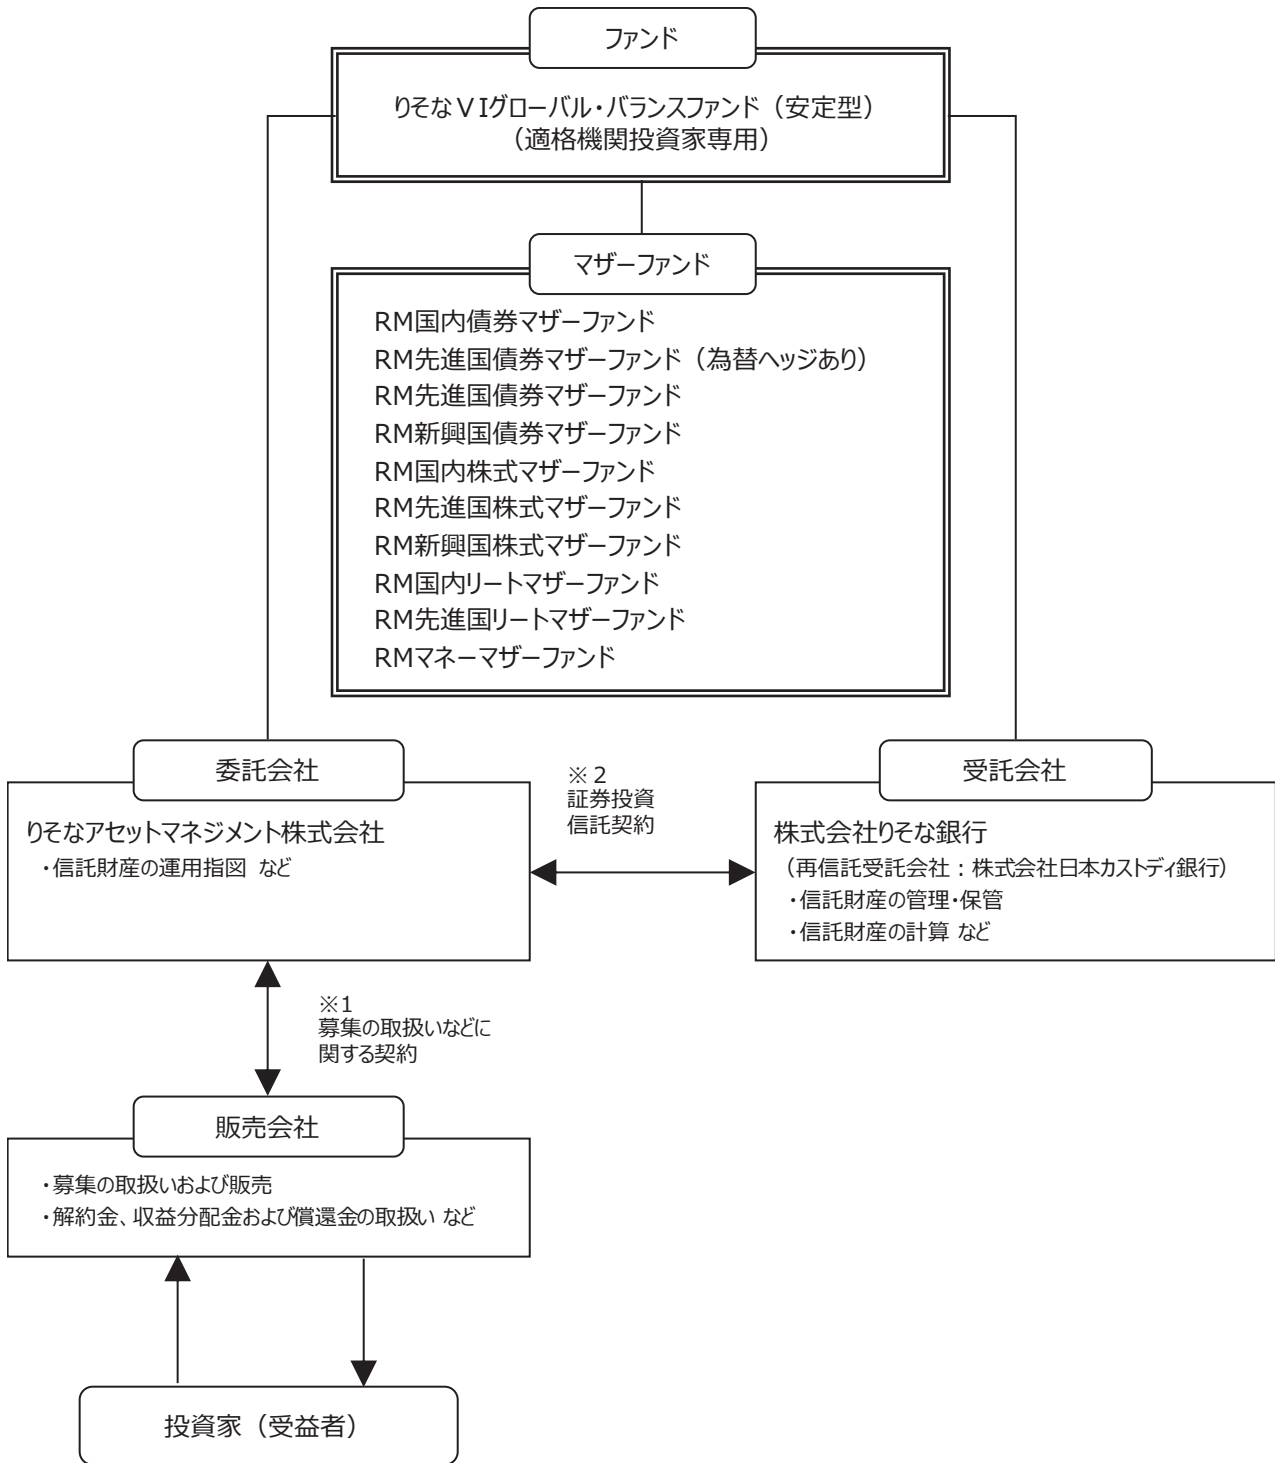 ファンド
りそなVIグローバル・バランスファンド（安定型）
（適格機関投資家専用）
マザーファンド
RM国内債券マザーファンド
RM先進国債券マザーファンド（為替ヘッジあり）
RM先進国債券マザーファンド
RM新興国債券マザーファンド
RM国内株式マザーファンド
RM先進国株式マザーファンド
RM新興国株式マザーファンド
RM国内リートマザーファンド
RM先進国リートマザーファンド
RMマネーマザーファンド
委託会社
りそなアセットマネジメント株式会社
・信託財産の運用指図 など
※2
証券投資
信託契約
受託会社
株式会社りそな銀行
（再信託受託会社：株式会社日本カストディ銀行）
・信託財産の管理・保管
・信託財産の計算 など
※1
募集の取扱いなどに
関する契約
販売会社
・募集の取扱いおよび販売
・解約金、収益分配金および償還金の取扱い など
投資家（受益者）